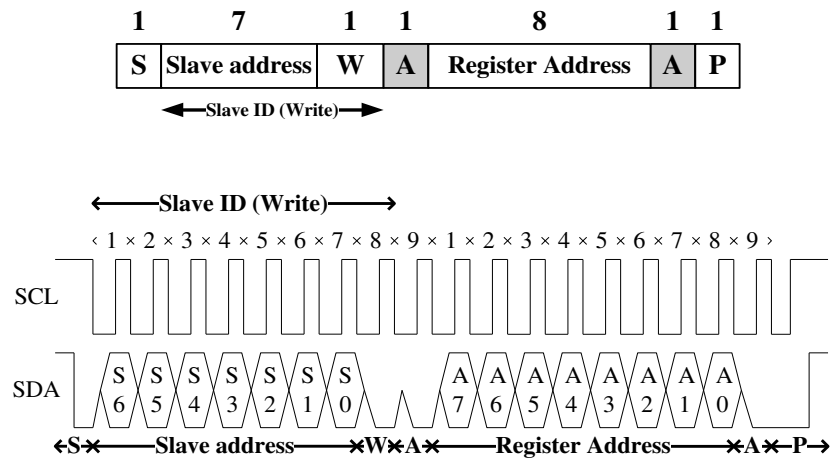 1 7 1 1 8 1 1
S Slave address W A Register Address A P
Slave ID (Write)
Slave ID (Write)
‹ 1 × 2 × 3 × 4 × 5 × 6 × 7 × 8 × 9 × 1 × 2 × 3 × 4 × 5 × 6 × 7 × 8 × 9 ›
SCL
S S S S S S S A A A A A A A A
SDA
6 5 4 3 2 1 0 7 6 5 4 3 2 1 0
S Slave address W A Register Address A P